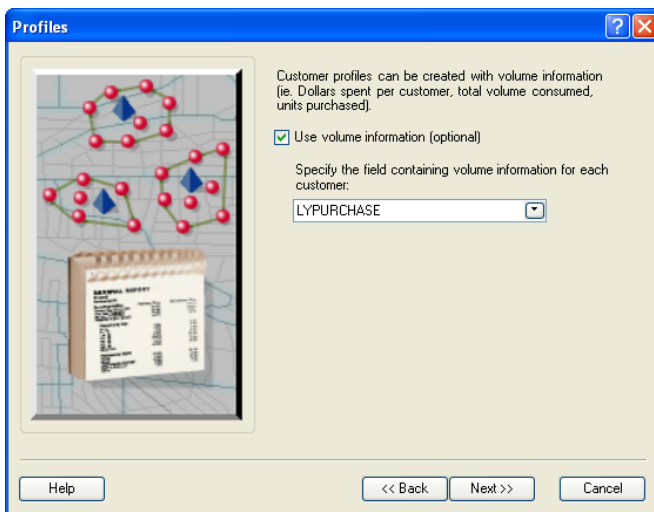 Profiles
Customer profiles can be created with volume information
(ie. Dollars spent per customer, total volume consumed,
units purchased).
Use volume information (optional)
Specify the field containing volume information for each
customer:
LYPURCHASE
Help
<< Back
Next >>
Cancel